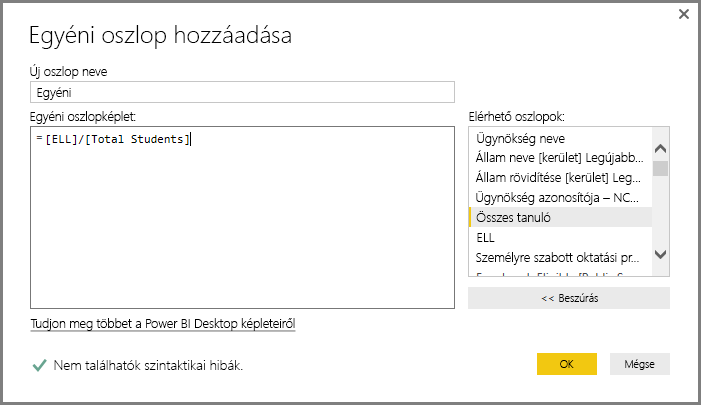 Egyéni oszlop hozzáadása
Új oszlop neve
Egyéni
Egyéni oszlopképlet:
Elérhető oszlopok:
=[ELL]/[Total Students]
Ügynökség neve
Állam neve [kerület] Legújabb...
Állam rövidítése [kerület] Leg...
Ügynökség azonosítója – NC...
Összes tanuló
ELL
Személyre szabott oktatási pr...
<< Beszúrás
Tudjon meg többet a Power BI Desktop képleteiről
Nem találhatók szintaktikai hibák.
OK
Mégse